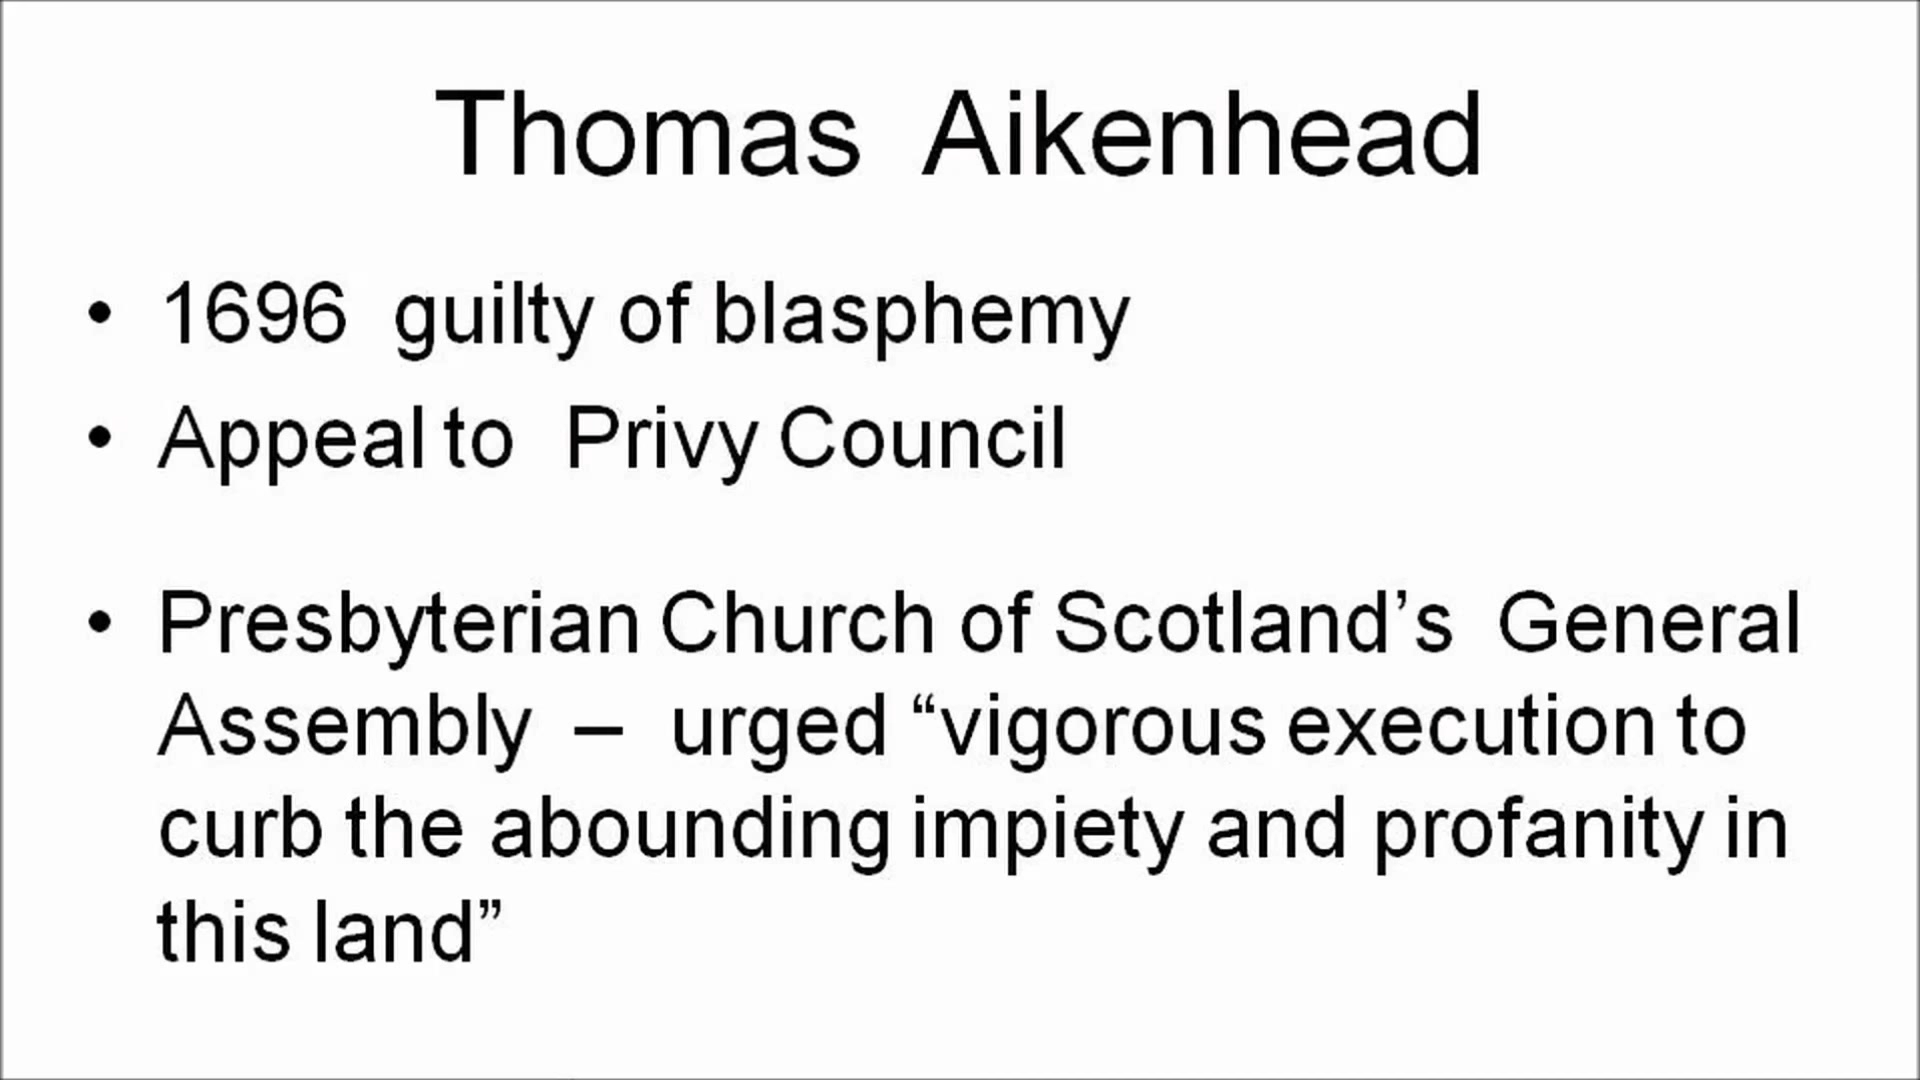 Thomas Aikenhead
• 1696 guilty of blasphemy
• Appeal to Privy Council
• Presbyterian Church of Scotland’s General
Assembly – urged “vigorous execution to
curb the abounding impiety and profanity in
this land”